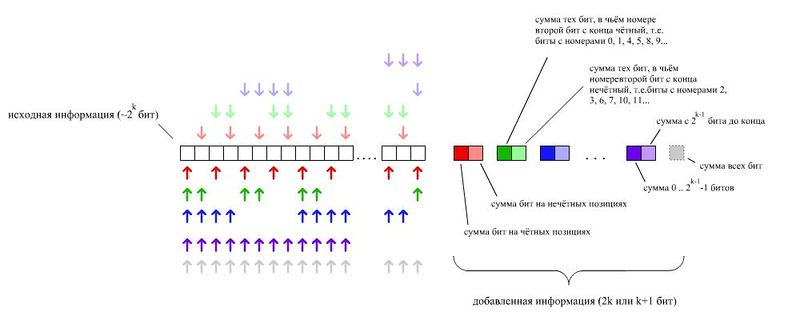 сумма тех бит, в чьём номере
второй бит с конца чётный, т.е.
биты с номерами 0, 1, 4, 5, 8, 9...
сумма тех бит, в чьём
номеревторой бит с конца
нечётный, т.е.биты с номерами 2,
3, 6, 7, 10, 11...
исходная информация (~2^k бит)
сумма с 2^k-1 бита до конца
....
. . .
сумма всех бит
сумма 0 .. 2^k-1-1 битов
сумма бит на нечётных позициях
сумма бит на чётных позициях
добавленная информация (2k или k+1 бит)